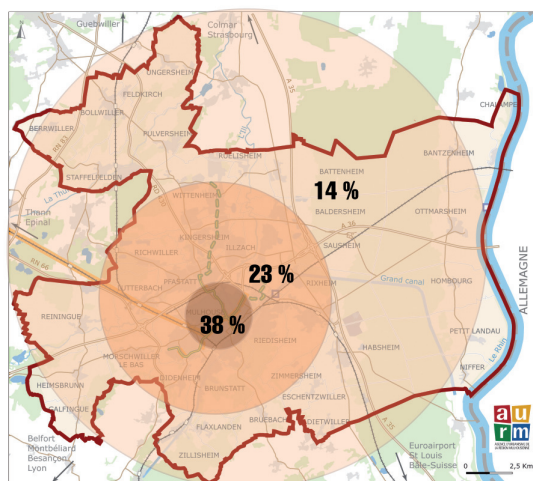 Guebwiller
Colmar
Strasbourg
UNGERSHEIM
FELDKIRCH
BOLLWILLER
BERRWILLER
PULVERSHEIM
RUELISHEIM
STAFFELFELDEN
A 35
CHALAMPE
BANTZENHEIM
BATTENHEIM
14 %
BALDERSHEIM
OTTMARSHEIM
Thann
Epinal
WITTENHEIM
KINGERSHEIM
ILLZACH
A 36
SAUSHEIM
RICHWILLER
23 %
PFASTATT
RIXHEIM
Grand canal
HOMBOURG
ALLEMAGNE
RN 66
LUTTERBACH
REININGUE
38 %
RIEDISHEIM
HABSHEIM
PETIT LANDAU
Le Rhin
MORSCHWILLER
LE BAS
DIDENHEIM
ZIMMERSHEIM
NIFFER
HEIMSBRUNN
BRUNSTATT
ESCHENTZWILLER
GALFINGUE
BRUEBACH
DIETWILLER
FLAXLANDEN
ZILLISHEIM
A 35
Belfort
Montbéliard
Besançon
Lyon
Euroairport
St Louis
Bâle-Suisse
au
rm
0 2,5 Km